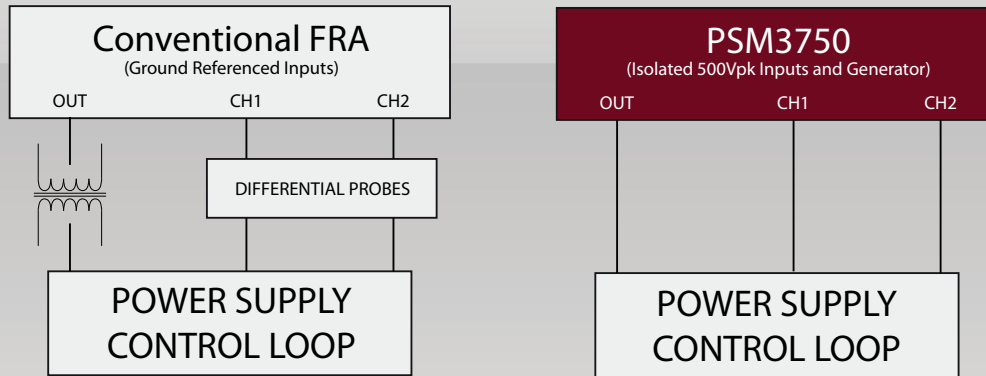 Conventional FRA
(Ground Referenced Inputs)
OUT CH1 CH2
DIFFERENTIAL PROBES
POWER SUPPLY
CONTROL LOOP
PSM3750
(Isolated 500Vpk Inputs and Generator)
OUT CH1 CH2
POWER SUPPLY
CONTROL LOOP